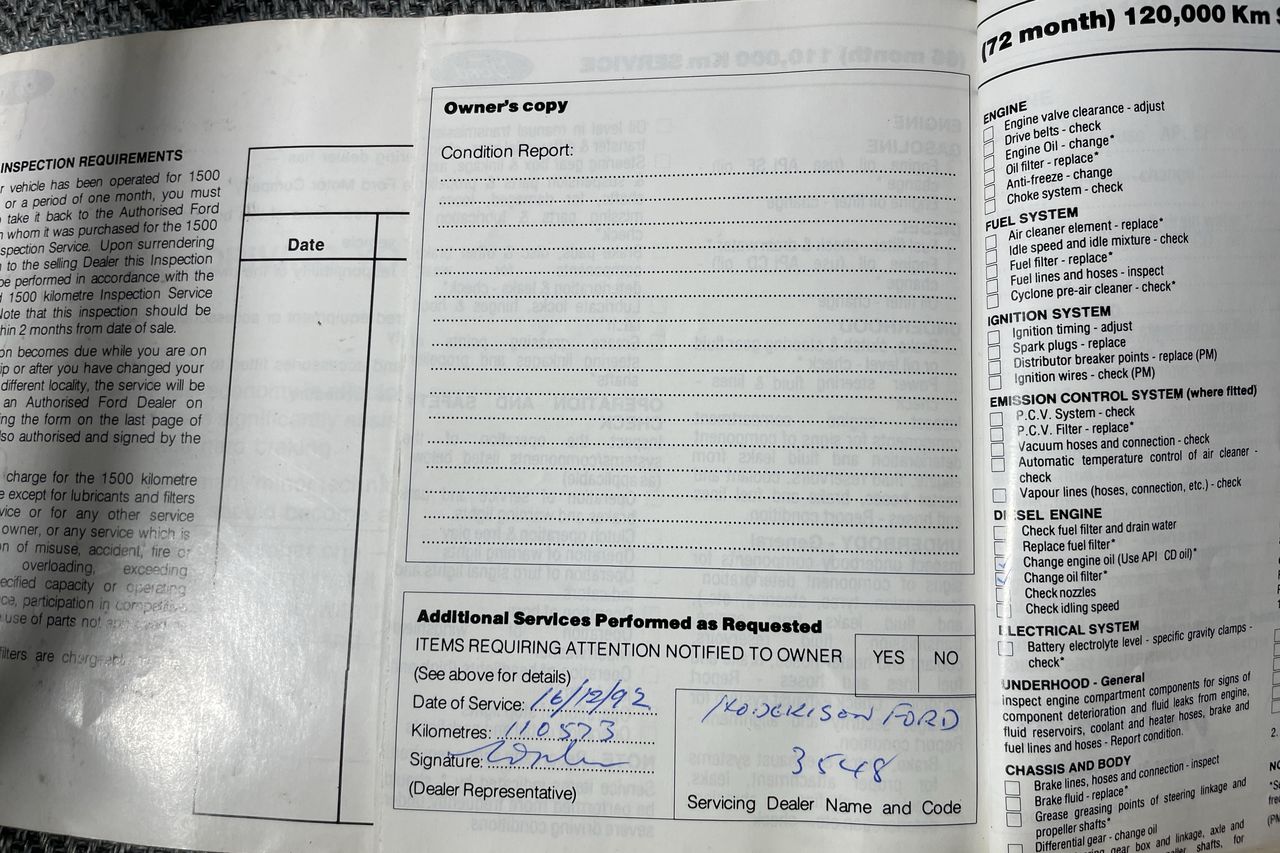 INSPECTION REQUIREMENTS
vehicle has been operated for 1500
or a period of one month, you must
take it back to the Authorised Ford
whom it was purchased for the 1500
Inspection Service. Upon surrendering
to the selling Dealer this Inspection
be performed in accordance with the
1500 kilometre Inspection Service
Note that this inspection should be
within 2 months from date of sale.
becomes due while you are on
or after you have changed your
different locality, the service will be
an Authorised Ford Dealer on
the form on the last page of
also authorised and signed by the
charge for the 1500 kilometre
except for lubricants and filters
or for any other service
owner, or any service which is
of misuse, accident, fire or
overloading, exceeding
specified capacity or operating
participation in competitive
use of parts not
filters are chargeable
Date
Owner's copy
Condition Report:
Additional Services Performed as Requested
ITEMS REQUIRING ATTENTION NOTIFIED TO OWNER YES NO
(See above for details)
Date of Service: 16/12/92
Kilometres: 110573
Signature:
(Dealer Representative)
FORD
3548
Servicing Dealer Name and Code
(72 month) 120,000 Km
ENGINE
Engine valve clearance - adjust
Drive belts - check
Engine Oil - change*
Oil filter - replace*
Anti-freeze - change
Choke system - check
FUEL SYSTEM
Air cleaner element - replace*
Idle speed and idle mixture - check
Fuel filter - replace*
Fuel lines and hoses - inspect
Cyclone pre-air cleaner - check*
IGNITION SYSTEM
Ignition timing - adjust
Spark plugs - replace
Distributor breaker points - replace (PM)
Ignition wires - check (PM)
EMISSION CONTROL SYSTEM (where fitted)
P.C.V. System - check
P.C.V. Filter - replace*
Vacuum hoses and connection - check
Automatic temperature control of air cleaner -
check
Vapour lines (hoses, connection, etc.) - check
DIESEL ENGINE
Check fuel filter and drain water
Replace fuel filter*
Change engine oil (Use API CD oil)*
Change oil filter*
Check nozzles
Check idling speed
ELECTRICAL SYSTEM
Battery electrolyte level - specific gravity clamps -
check*
UNDERHOOD - General
Inspect engine compartment components for signs of
component deterioration and fluid leaks from engine,
fluid reservoirs, coolant and heater hoses, brake and
fuel lines and hoses - Report condition.
CHASSIS AND BODY
Brake lines, hoses and connection - inspect
Brake fluid - replace*
Grease greasing points of steering linkage and
propeller shafts*
Differential gear - change oil
gear box and linkage, axle and
shafts, for